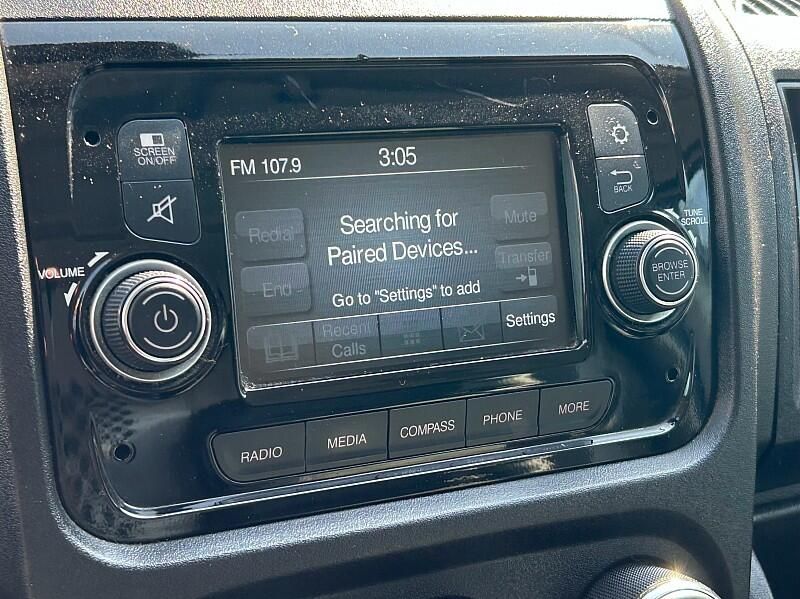 SCREEN
ON/OFF
VOLUME
FM 107.9
3:05
Searching for
Paired Devices...
Go to "Settings" to add
Redial
End
Mute
Transfer
Recent
Calls
Settings
BACK
TUNE
SCROLL
BROWSE
ENTER
RADIO
MEDIA
COMPASS
PHONE
MORE